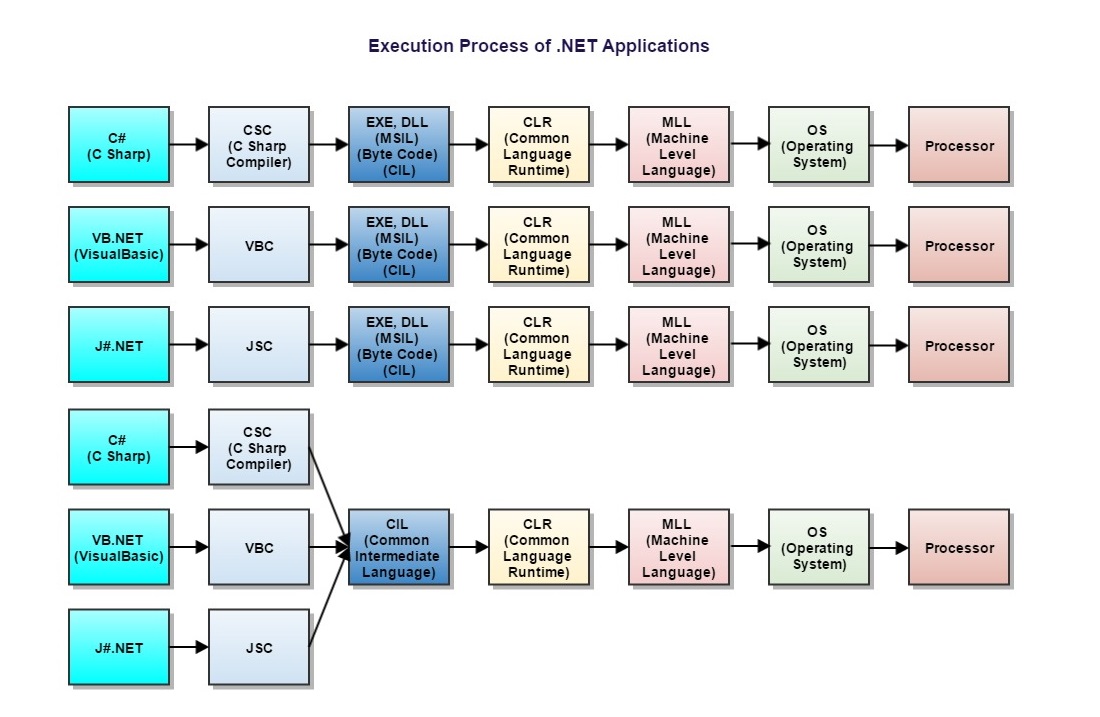 Execution Process of .NET Applications
C#
(C Sharp)
CSC
(C Sharp
Compiler)
EXE, DLL
(MSIL)
(Byte Code)
(CIL)
CLR
(Common
Language
Runtime)
MLL
(Machine
Level
Language)
OS
(Operating
System)
Processor
VB.NET
(VisualBasic)
VBC
EXE, DLL
(MSIL)
(Byte Code)
(CIL)
CLR
(Common
Language
Runtime)
MLL
(Machine
Level
Language)
OS
(Operating
System)
Processor
J#.NET
JSC
EXE, DLL
(MSIL)
(Byte Code)
(CIL)
CLR
(Common
Language
Runtime)
MLL
(Machine
Level
Language)
OS
(Operating
System)
Processor
C#
(C Sharp)
CSC
(C Sharp
Compiler)
VB.NET
(VisualBasic)
VBC
CIL
(Common
Intermediate
Language)
CLR
(Common
Language
Runtime)
MLL
(Machine
Level
Language)
OS
(Operating
System)
Processor
J#.NET
JSC